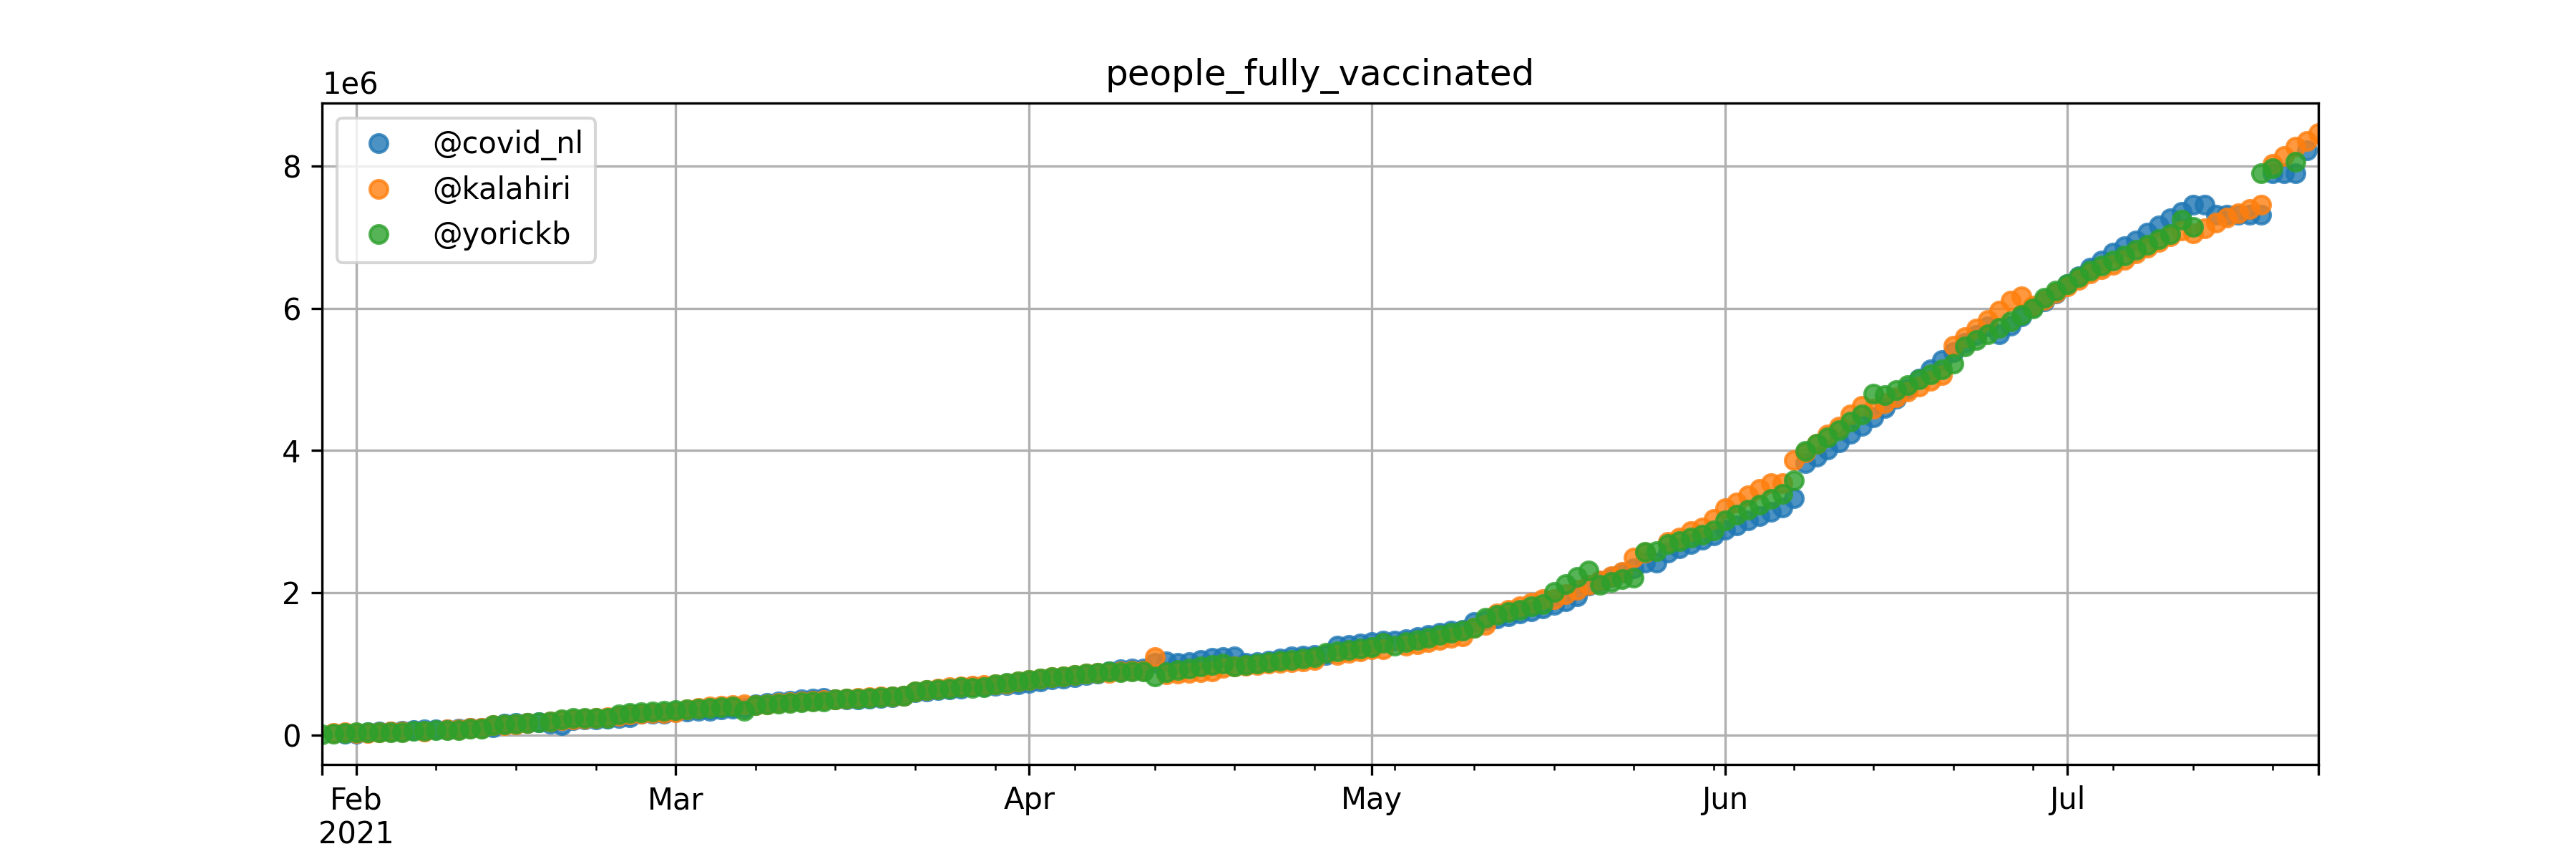 people_fully_vaccinated
1e6
@covid_nl
@kalahiri
@yorickb
8
6
4
2
0
Feb Mar Apr May Jun Jul
2021